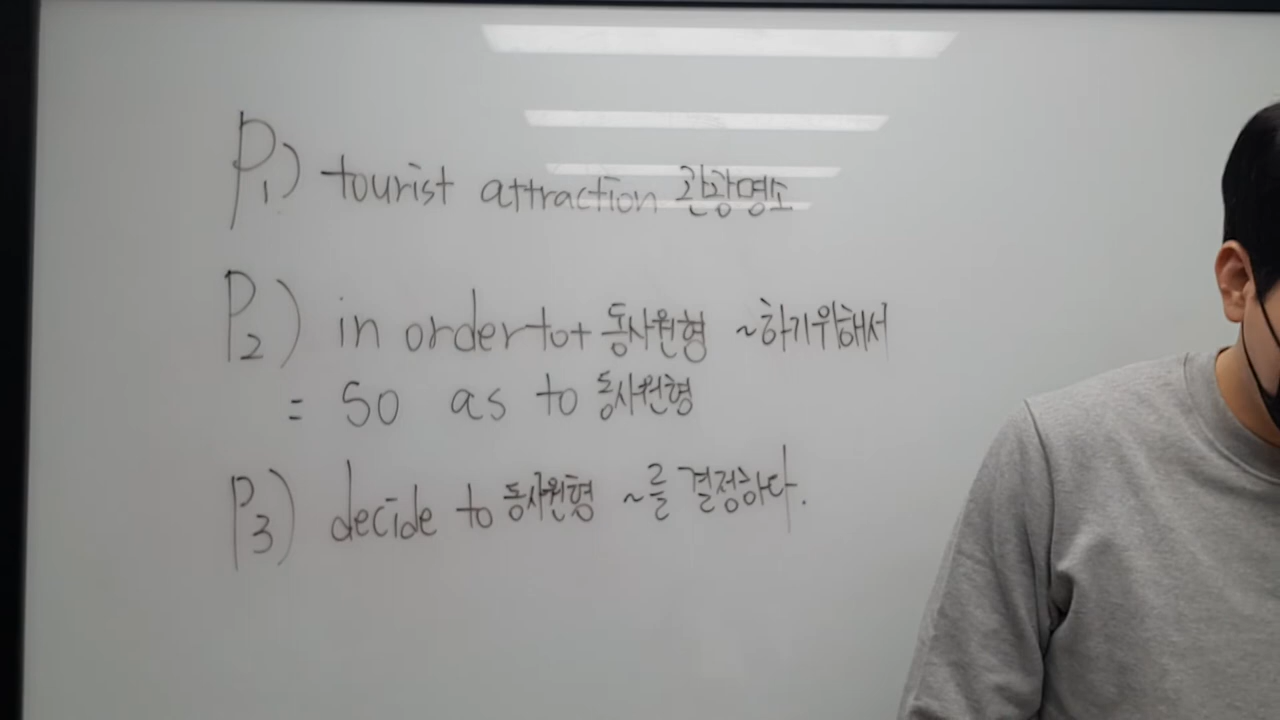 P1) tourist attraction 관광명소
P2) in order to+ 동사원형 ~하기위해서
= so as to 동사원형
P3) decide to 동사원형 ~를 결정하다.